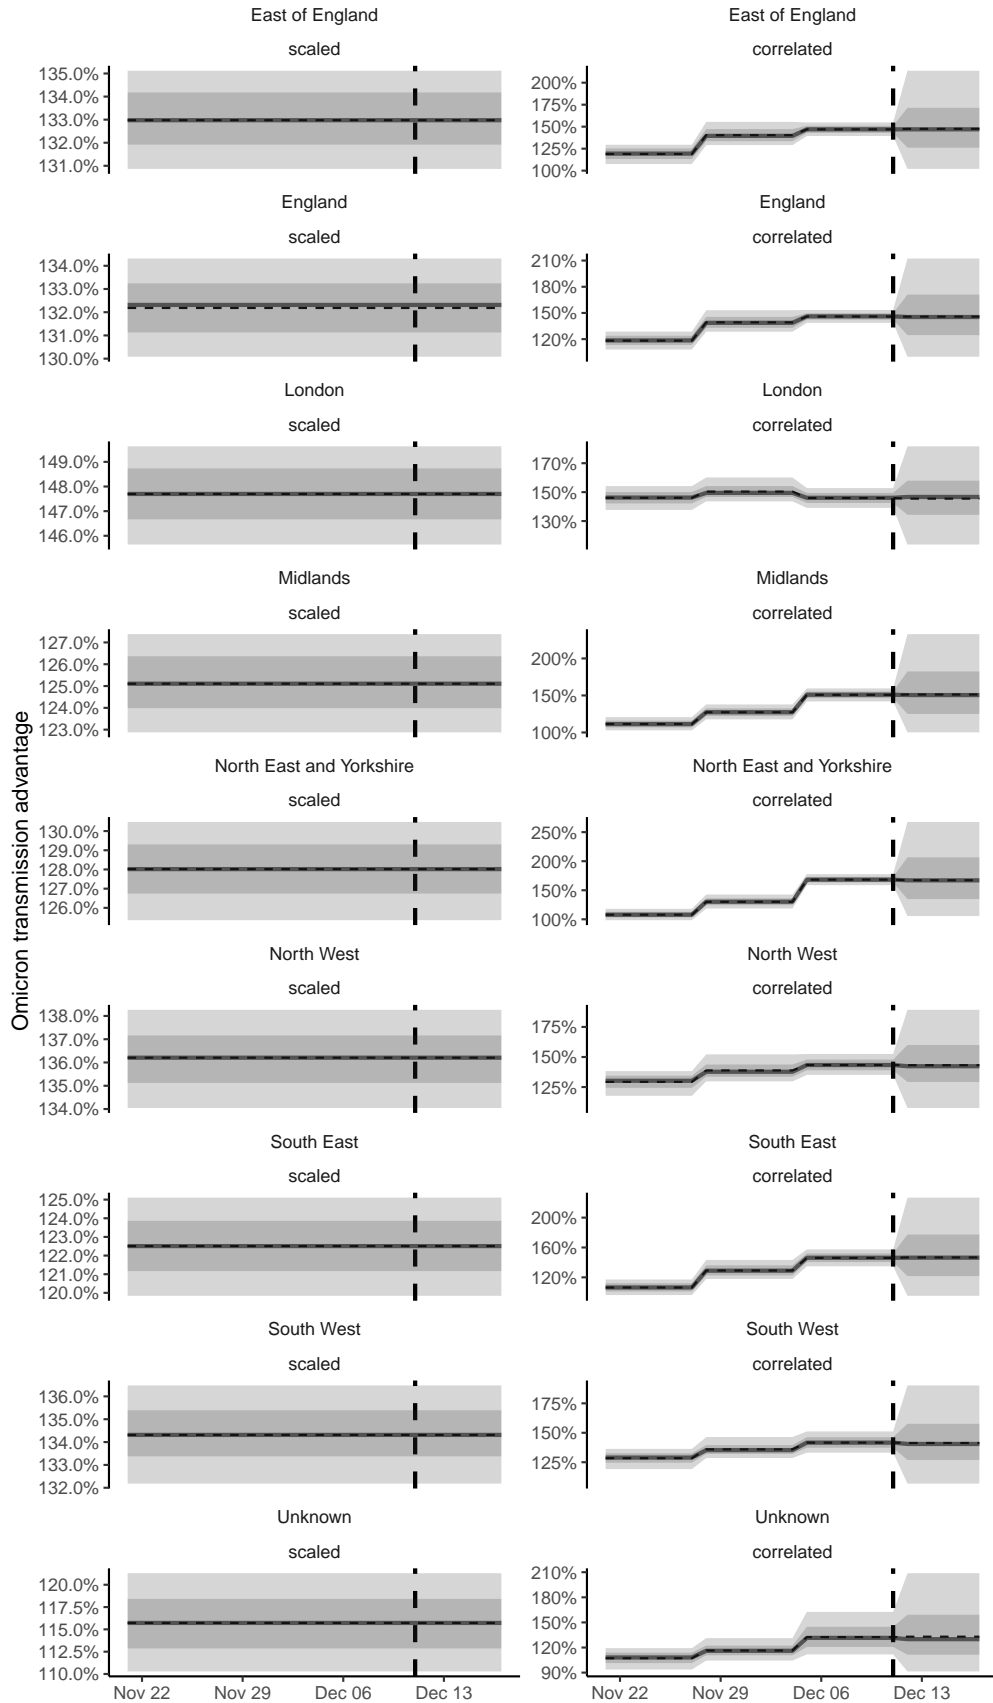 East of England
scaled
135.0%
134.0%
133.0%
132.0%
131.0%
East of England
correlated
200%
175%
150%
125%
100%
England
scaled
134.0%
133.0%
132.0%
131.0%
130.0%
England
correlated
210%
180%
150%
120%
London
scaled
149.0%
148.0%
147.0%
146.0%
London
correlated
170%
150%
130%
Midlands
scaled
127.0%
126.0%
125.0%
124.0%
123.0%
Midlands
correlated
200%
150%
100%
Omicron transmission advantage
North East and Yorkshire
scaled
130.0%
129.0%
128.0%
127.0%
126.0%
North East and Yorkshire
correlated
250%
200%
150%
100%
North West
scaled
138.0%
137.0%
136.0%
135.0%
134.0%
North West
correlated
175%
150%
125%
South East
scaled
125.0%
124.0%
123.0%
122.0%
121.0%
120.0%
South East
correlated
200%
160%
120%
South West
scaled
136.0%
135.0%
134.0%
133.0%
132.0%
South West
correlated
175%
150%
125%
Unknown
scaled
120.0%
117.5%
115.0%
112.5%
110.0%
Unknown
correlated
210%
180%
150%
120%
90%
Nov 22 Nov 29 Dec 06 Dec 13
Nov 22 Nov 29 Dec 06 Dec 13